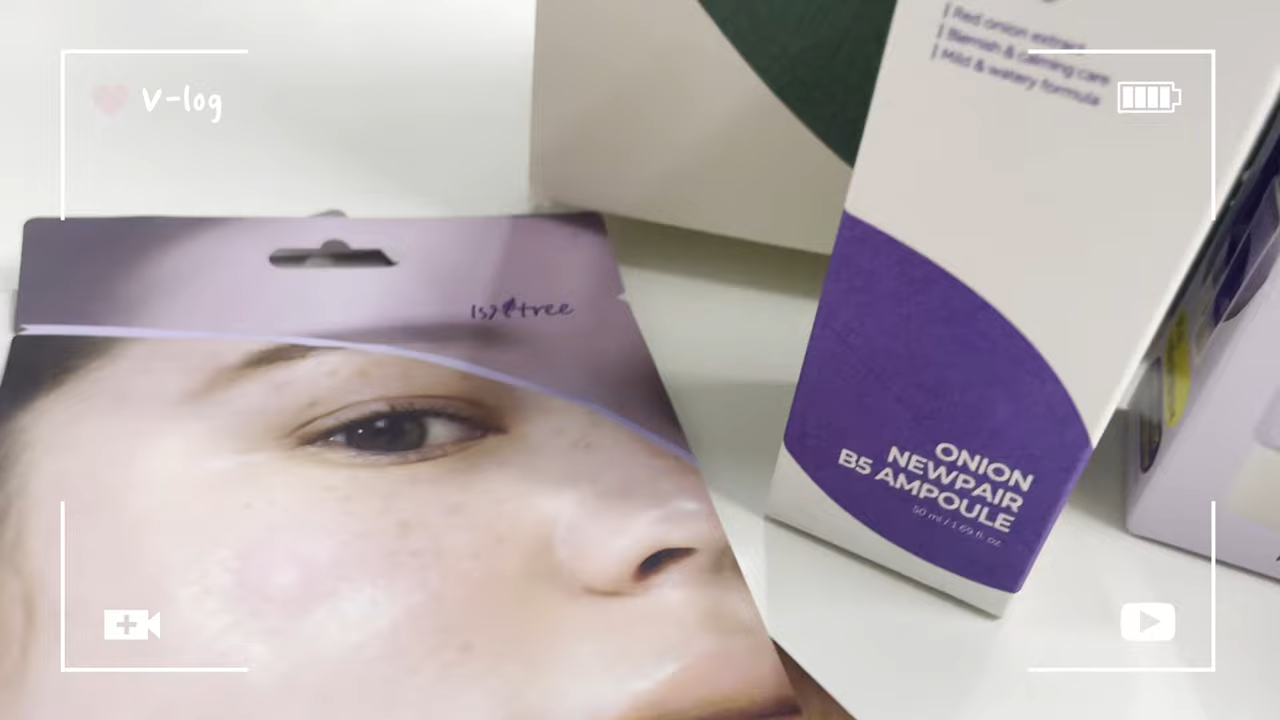 V-log
Red onion extract
Blemish & calming care
Mild & watery formula
Isntree
ONION
NEWPAIR
B5 AMPOULE
50 ml / 1.69 fl. oz.